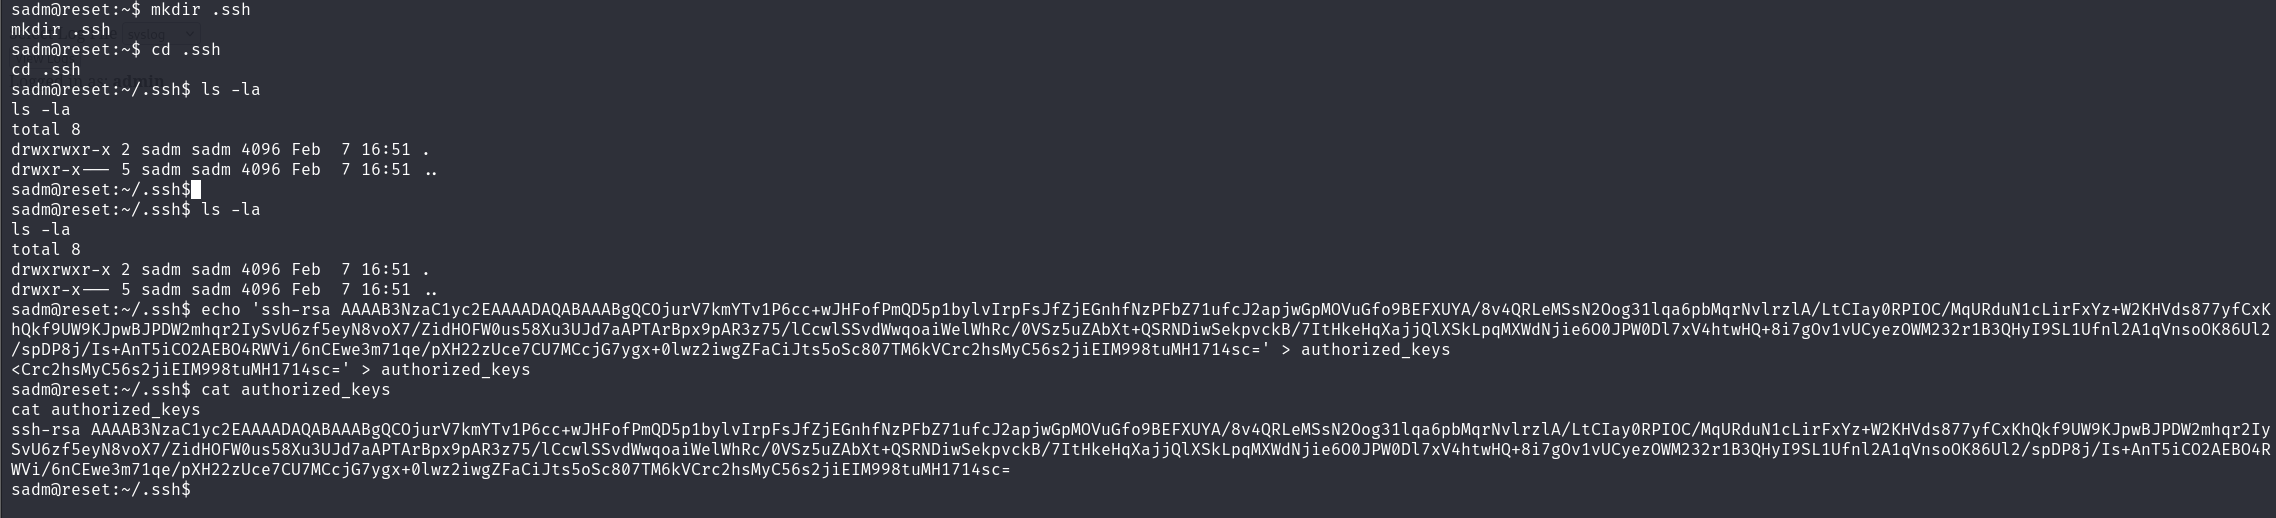 sadm@reset:~$ mkdir .ssh
mkdir .ssh
sadm@reset:~$ cd .ssh
cd .ssh
sadm@reset:~/.ssh$ ls -la
ls -la
total 8
drwxrwxr-x 2 sadm sadm 4096 Feb  7 16:51 .
drwxr-x--- 5 sadm sadm 4096 Feb  7 16:51 ..
sadm@reset:~/.ssh$
sadm@reset:~/.ssh$ ls -la
ls -la
total 8
drwxrwxr-x 2 sadm sadm 4096 Feb  7 16:51 .
drwxr-x--- 5 sadm sadm 4096 Feb  7 16:51 ..
sadm@reset:~/.ssh$ echo 'ssh-rsa AAAAB3NzaC1yc2EAAAADAQABAAABgQCOjurV7kmYTv1P6cc+wJHFofPmQD5p1bylvIrpFsJfZjEGnhfNzPFbZ71ufcJ2apjwGpMOVuGfo9BEFXUYA/8v4QRLeMSsN2Oog31lqa6pbMqrNvlrzlA/LtCIay0RPIOC/MqURduN1cLirFxYz+W2KHVds877yfCxK
hQkf9UW9KJpwBJPDW2mhqr2IySvU6zf5eyN8voX7/ZidHOFW0us58Xu3UJd7aAPTArBpx9pAR3z75/lCcwlSSvdWwqoaiWelWhRc/0VSz5uZAbXt+QSRNDiwSekpvckB/7ItHkeHqXajjQlXSkLpqMXWdNjie6O0JPW0Dl7xV4htwHQ+8i7gOv1vUCyezOWM232r1B3QHyI9SL1Ufnl2A1qVnsoOK86Ul2
/spDP8j/Is+AnT5iCO2AEBO4RWVi/6nCEwe3m71qe/pXH22zUce7CU7MCcjG7ygx+0lwz2iwgZFaCiJts5oSc807TM6kVCrc2hsMyC56s2jiEIM998tuMH1714sc=' > authorized_keys
<Crc2hsMyC56s2jiEIM998tuMH1714sc=' > authorized_keys
sadm@reset:~/.ssh$ cat authorized_keys
cat authorized_keys
ssh-rsa AAAAB3NzaC1yc2EAAAADAQABAAABgQCOjurV7kmYTv1P6cc+wJHFofPmQD5p1bylvIrpFsJfZjEGnhfNzPFbZ71ufcJ2apjwGpMOVuGfo9BEFXUYA/8v4QRLeMSsN2Oog31lqa6pbMqrNvlrzlA/LtCIay0RPIOC/MqURduN1cLirFxYz+W2KHVds877yfCxKhQkf9UW9KJpwBJPDW2mhqr2Iy
SvU6zf5eyN8voX7/ZidHOFW0us58Xu3UJd7aAPTArBpx9pAR3z75/lCcwlSSvdWwqoaiWelWhRc/0VSz5uZAbXt+QSRNDiwSekpvckB/7ItHkeHqXajjQlXSkLpqMXWdNjie6O0JPW0Dl7xV4htwHQ+8i7gOv1vUCyezOWM232r1B3QHyI9SL1Ufnl2A1qVnsoOK86Ul2/spDP8j/Is+AnT5iCO2AEBO4R
WVi/6nCEwe3m71qe/pXH22zUce7CU7MCcjG7ygx+0lwz2iwgZFaCiJts5oSc807TM6kVCrc2hsMyC56s2jiEIM998tuMH1714sc=
sadm@reset:~/.ssh$